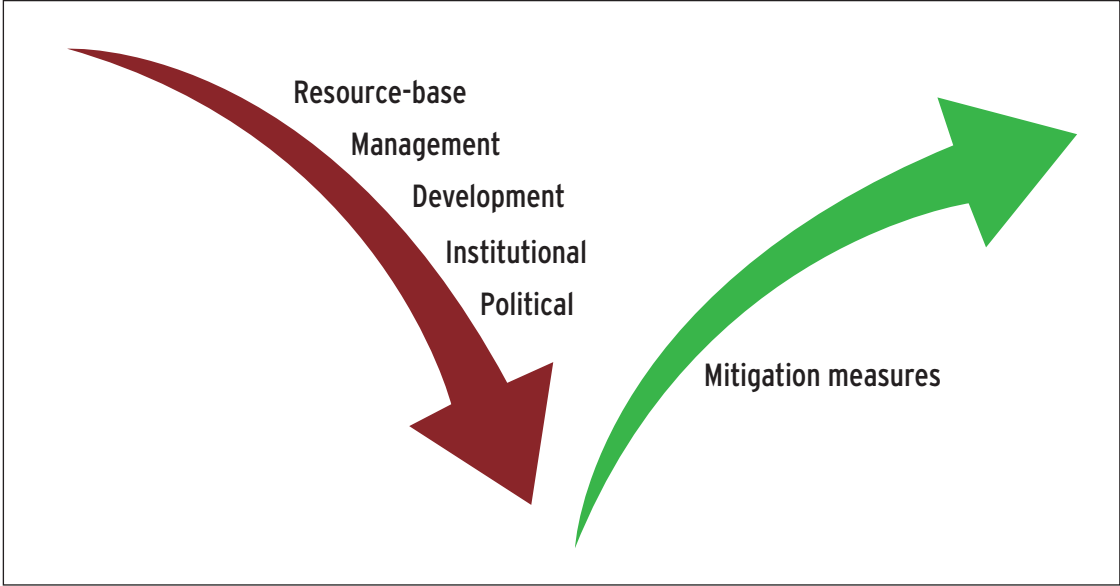 Resource-base
Management
Development
Institutional
Political
Mitigation measures